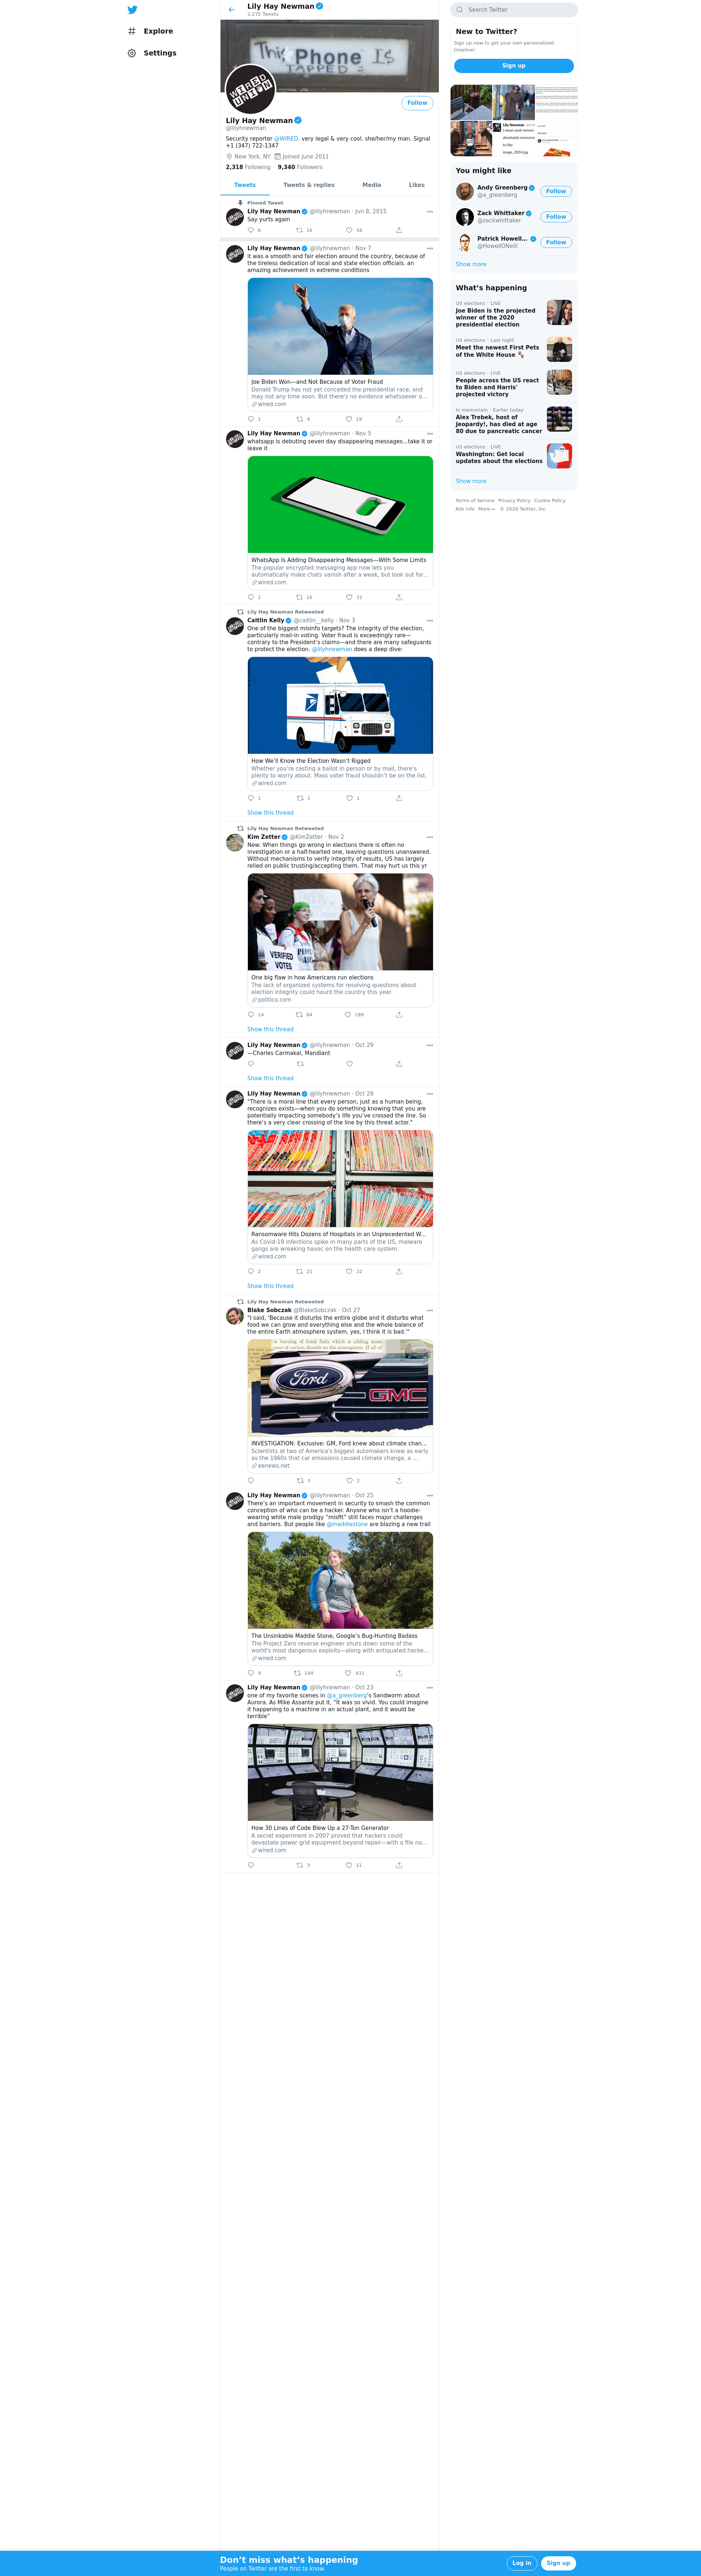 Explore
Settings
Lily Hay Newman
2,275 Tweets
This Phone Is
TAPPED
WIRED
UNION
Follow
Lily Hay Newman
@lilyhnewman
Security reporter @WIRED. very legal & very cool. she/her/my man. Signal
+1 (347) 722-1347
New York, NY Joined June 2011
2,318 Following 9,340 Followers
Tweets Tweets & replies Media Likes
Pinned Tweet
Lily Hay Newman @lilyhnewman · Jun 8, 2015
Say yurts again
6 16 56
Lily Hay Newman @lilyhnewman · Nov 7
it was a smooth and fair election around the country, because of
the tireless dedication of local and state election officials. an
amazing achievement in extreme conditions
Joe Biden Won—and Not Because of Voter Fraud
Donald Trump has not yet conceded the presidential race, and
may not any time soon. But there's no evidence whatsoever o...
wired.com
1 4 19
Lily Hay Newman @lilyhnewman · Nov 5
whatsapp is debuting seven day disappearing messages...take it or
leave it
WhatsApp Is Adding Disappearing Messages—With Some Limits
The popular encrypted messaging app now lets you
automatically make chats vanish after a week, but look out for...
wired.com
2 16 31
Lily Hay Newman Retweeted
Caitlin Kelly @caitlin__kelly · Nov 3
One of the biggest misinfo targets? The integrity of the election,
particularly mail-in voting. Voter fraud is exceedingly rare—
contrary to the President's claims—and there are many safeguards
to protect the election. @lilyhnewman does a deep dive:
How We'll Know the Election Wasn't Rigged
Whether you're casting a ballot in person or by mail, there's
plenty to worry about. Mass voter fraud shouldn't be on the list.
wired.com
1 1 1
Show this thread
Lily Hay Newman Retweeted
Kim Zetter @KimZetter · Nov 2
New: When things go wrong in elections there is often no
investigation or a half-hearted one, leaving questions unanswered.
Without mechanisms to verify integrity of results, US has largely
relied on public trusting/accepting them. That may hurt us this yr
VERIFIED
VOTES
One big flaw in how Americans run elections
The lack of organized systems for resolving questions about
election integrity could haunt the country this year.
politico.com
14 84 199
Show this thread
Lily Hay Newman @lilyhnewman · Oct 29
—Charles Carmakal, Mandiant
Show this thread
Lily Hay Newman @lilyhnewman · Oct 29
"There is a moral line that every person, just as a human being,
recognizes exists—when you do something knowing that you are
potentially impacting somebody's life you've crossed the line. So
there's a very clear crossing of the line by this threat actor."
Ransomware Hits Dozens of Hospitals in an Unprecedented W...
As Covid-19 infections spike in many parts of the US, malware
gangs are wreaking havoc on the health care system.
wired.com
2 21 32
Show this thread
Lily Hay Newman Retweeted
Blake Sobczak @BlakeSobczak · Oct 27
"I said, 'Because it disturbs the entire globe and it disturbs what
food we can grow and everything else and the whole balance of
the entire Earth atmosphere system, yes, I think it is bad.'"
Ford
GMC
INVESTIGATION: Exclusive: GM, Ford knew about climate chan...
Scientists at two of America's biggest automakers knew as early
as the 1960s that car emissions caused climate change, a ...
eenews.net
3 2
Lily Hay Newman @lilyhnewman · Oct 25
There's an important movement in security to smash the common
conception of who can be a hacker. Anyone who isn't a hoodie-
wearing white male prodigy "misfit" still faces major challenges
and barriers. But people like @maddiestone are blazing a new trail
The Unsinkable Maddie Stone, Google's Bug-Hunting Badass
The Project Zero reverse engineer shuts down some of the
world's most dangerous exploits—along with antiquated hacke...
wired.com
9 149 431
Lily Hay Newman @lilyhnewman · Oct 23
one of my favorite scenes in @a_greenberg's Sandworm about
Aurora. As Mike Assante put it, "It was so vivid. You could imagine
it happening to a machine in an actual plant, and it would be
terrible"
How 30 Lines of Code Blew Up a 27-Ton Generator
A secret experiment in 2007 proved that hackers could
devastate power grid equipment beyond repair—with a file no...
wired.com
3 11
Search Twitter
New to Twitter?
Sign up now to get your own personalized
timeline!
Sign up
You might like
Andy Greenberg
@a_greenberg
Follow
Zack Whittaker
@zackwhittaker
Follow
Patrick Howell...
@HowellONeill
Follow
Show more
What's happening
US elections · LIVE
Joe Biden is the projected
winner of the 2020
presidential election
US elections · Last night
Meet the newest First Pets
of the White House
US elections · LIVE
People across the US react
to Biden and Harris'
projected victory
In memoriam · Earlier today
Alex Trebek, host of
Jeopardy!, has died at age
80 due to pancreatic cancer
US elections · LIVE
Washington: Get local
updates about the elections
Show more
Terms of Service Privacy Policy Cookie Policy
Ads info More ••• © 2020 Twitter, Inc.
Don't miss what's happening
People on Twitter are the first to know.
Log in Sign up